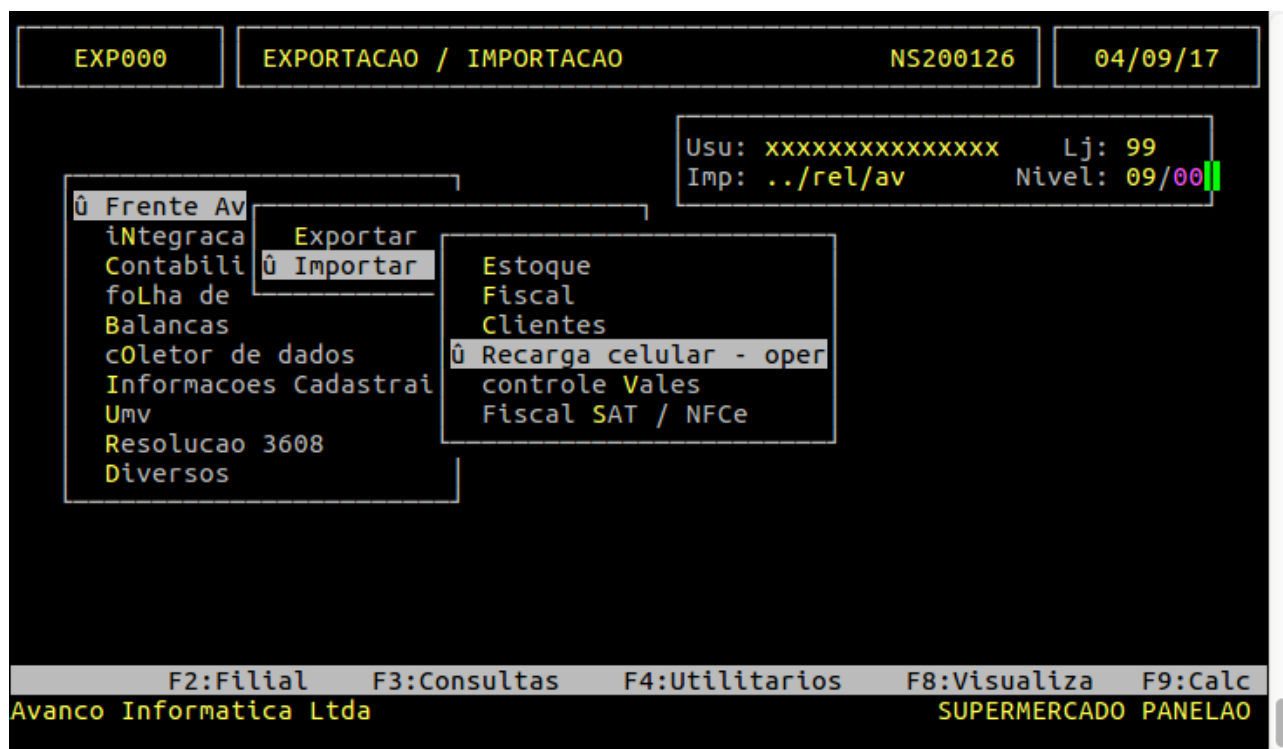 EXP000 EXPORTACAO / IMPORTACAO NS200126 04/09/17
Usu: xxxxxxxxxxxxxxx Lj: 99
Imp: ../rel/av Nivel: 09/00
û Frente Av
iNtegraca
Contabili
foLha de
Balancas
cOletor de dados
Informacoes Cadastrai
Umv
Resolucao 3608
Diversos
Exportar
û Importar
Estoque
Fiscal
Clientes
û Recarga celular - oper
controle Vales
Fiscal SAT / NFCe
F2:Filial F3:Consultas F4:Utilitarios F8:Visualiza F9:Calc
Avanco Informatica Ltda SUPERMERCADO PANELAO